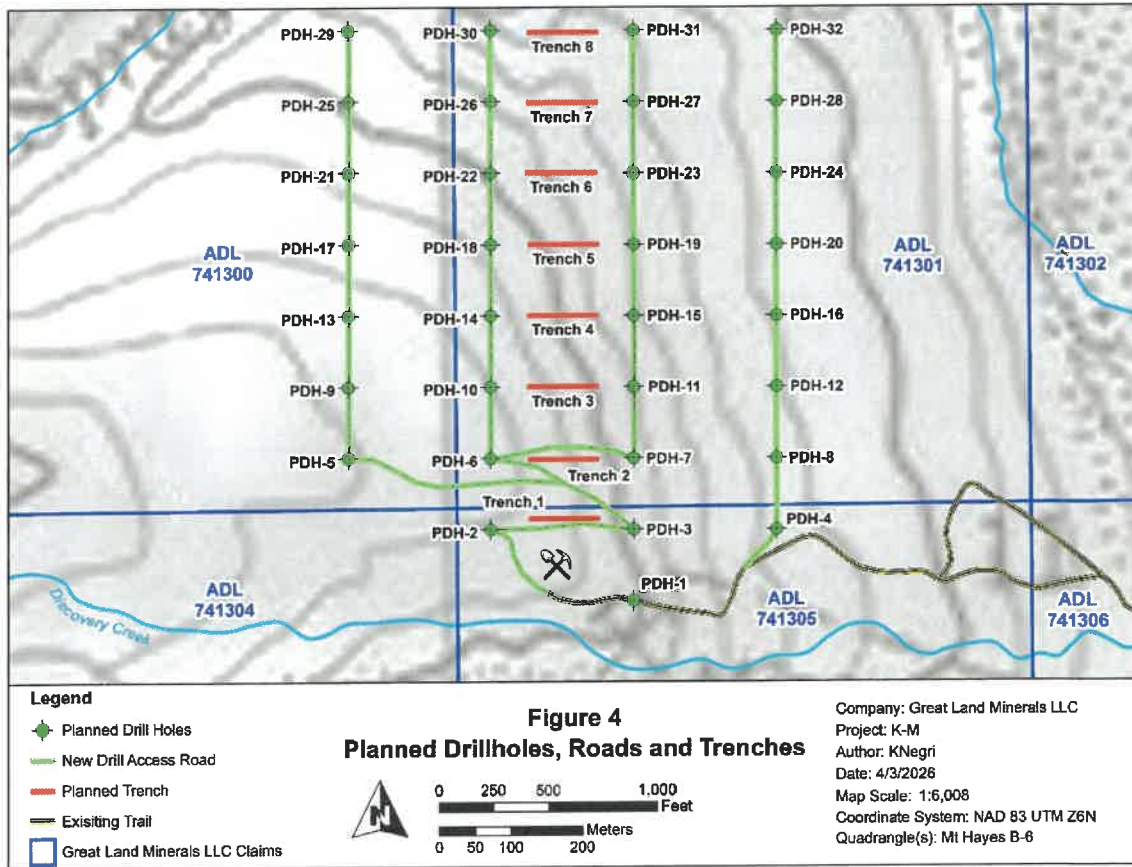 PDH-29
PDH-30
Trench 8
PDH-31
PDH-32
PDH-25
PDH-26
Trench 7
PDH-27
PDH-28
PDH-21
PDH-22
Trench 6
PDH-23
PDH-24
ADL
741300
PDH-17
PDH-18
Trench 5
PDH-19
PDH-20
ADL
741301
ADL
741302
PDH-13
PDH-14
Trench 4
PDH-15
PDH-16
PDH-9
PDH-10
Trench 3
PDH-11
PDH-12
PDH-5
PDH-6
Trench 2
PDH-7
PDH-8
Trench 1
PDH-2
PDH-3
PDH-4
PDH-1
ADL
741304
Discovery Creek
ADL
741305
ADL
741306
Legend
Planned Drill Holes
New Drill Access Road
Planned Trench
Exisiting Trail
Great Land Minerals LLC Claims
Figure 4
Planned Drillholes, Roads and Trenches
N
0 250 500 1,000
Feet
Meters
0 50 100 200
Company: Great Land Minerals LLC
Project: K-M
Author: KNegri
Date: 4/3/2026
Map Scale: 1:6,008
Coordinate System: NAD 83 UTM Z6N
Quadrangle(s): Mt Hayes B-6